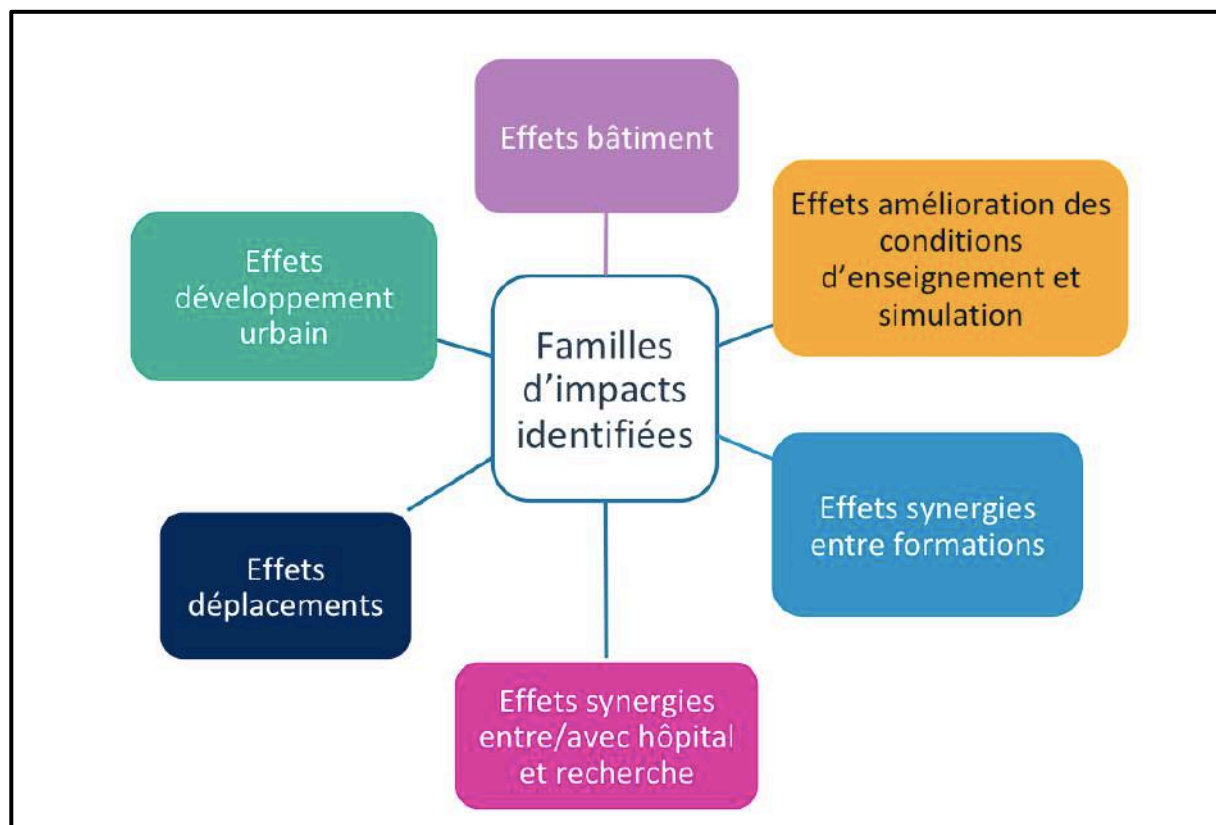 Effets bâtiment
Effets amélioration des
conditions
d’enseignement et
simulation
Effets
développement
urbain
Familles
d’impacts
identifiées
Effets synergies
entre formations
Effets
déplacements
Effets synergies
entre/avec hôpital
et recherche